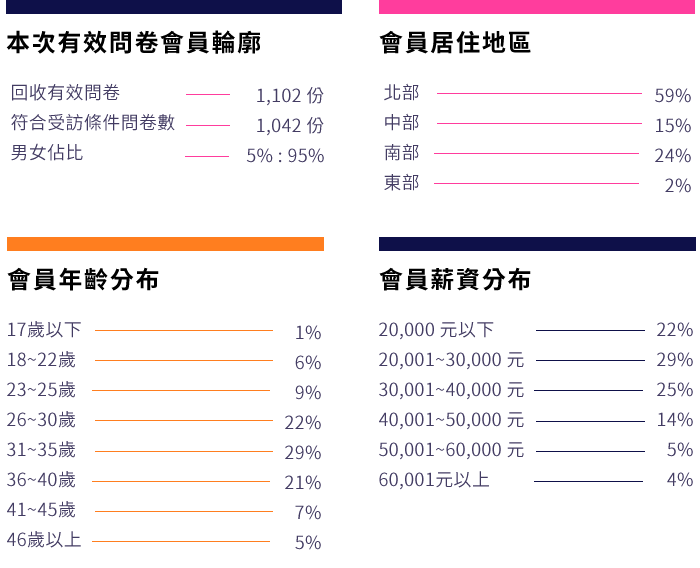 本次有效問卷會員輪廓
回收有效問卷 1,102 份
符合受訪條件問卷數 1,042 份
男女佔比 5% : 95%
會員居住地區
北部 59%
中部 15%
南部 24%
東部 2%
會員年齡分布
17歲以下 1%
18~22歲 6%
23~25歲 9%
26~30歲 22%
31~35歲 29%
36~40歲 21%
41~45歲 7%
46歲以上 5%
會員薪資分布
20,000 元以下 22%
20,001~30,000 元 29%
30,001~40,000 元 25%
40,001~50,000 元 14%
50,001~60,000 元 5%
60,001元以上 4%